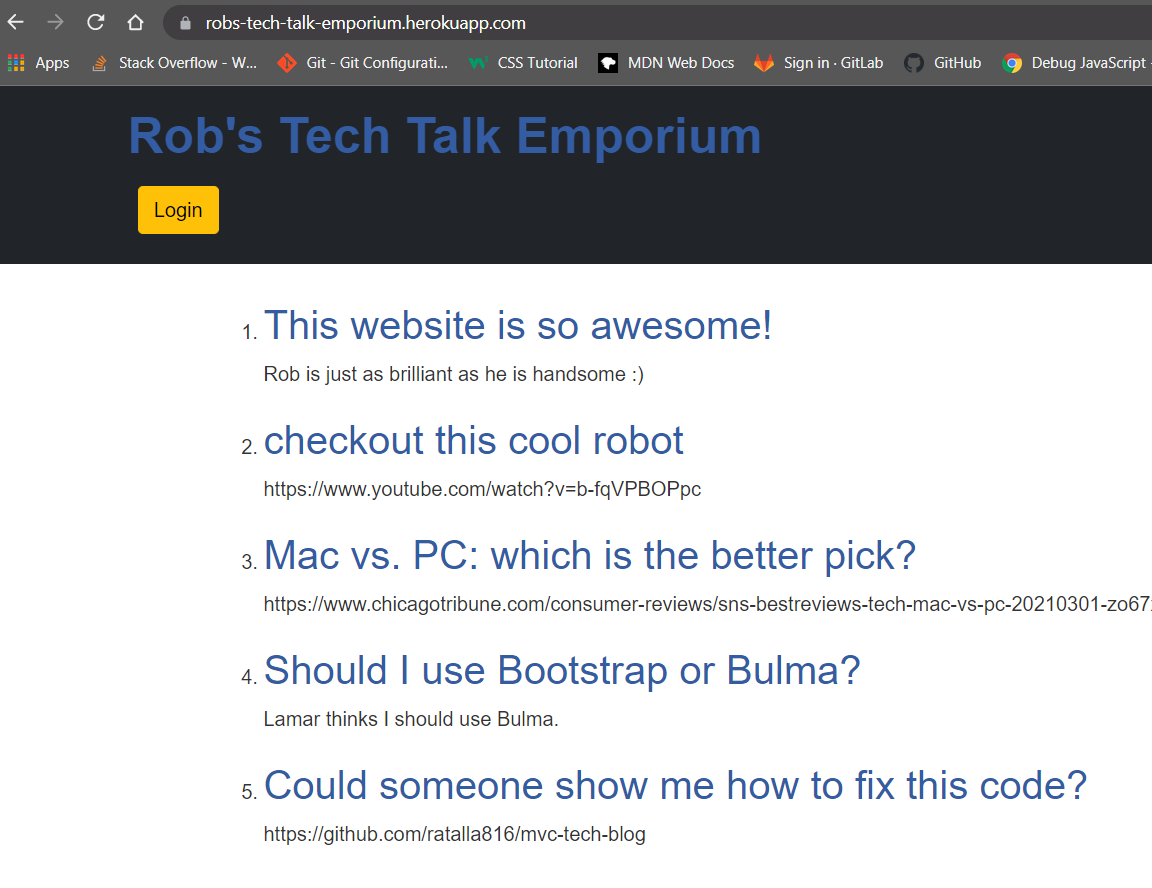 robs-tech-talk-emporium.herokuapp.com
Apps Stack Overflow - W... Git - Git Configurati... CSS Tutorial MDN Web Docs Sign in · GitLab GitHub Debug JavaScript -
Rob's Tech Talk Emporium
Login
1. This website is so awesome!
Rob is just as brilliant as he is handsome :)
2. checkout this cool robot
https://www.youtube.com/watch?v=b-fqVPBOPpc
3. Mac vs. PC: which is the better pick?
https://www.chicagotribune.com/consumer-reviews/sns-bestreviews-tech-mac-vs-pc-20210301-zo67
4. Should I use Bootstrap or Bulma?
Lamar thinks I should use Bulma.
5. Could someone show me how to fix this code?
https://github.com/ratalla816/mvc-tech-blog